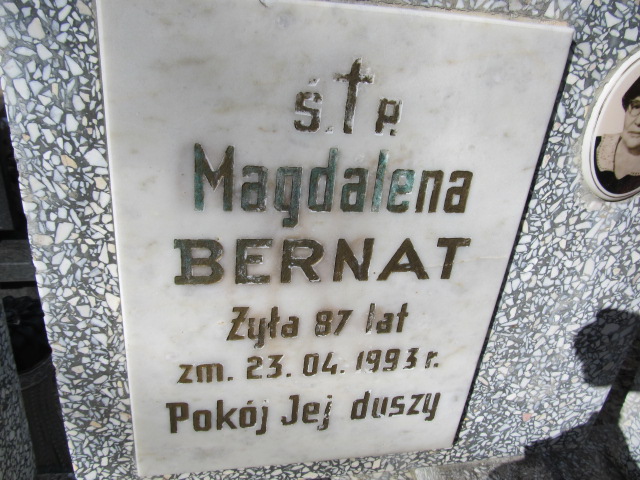 Ś.†P.
Magdalena
BERNAT
Żyła 87 lat
zm. 23. 04. 1993 r.
Pokój Jej duszy